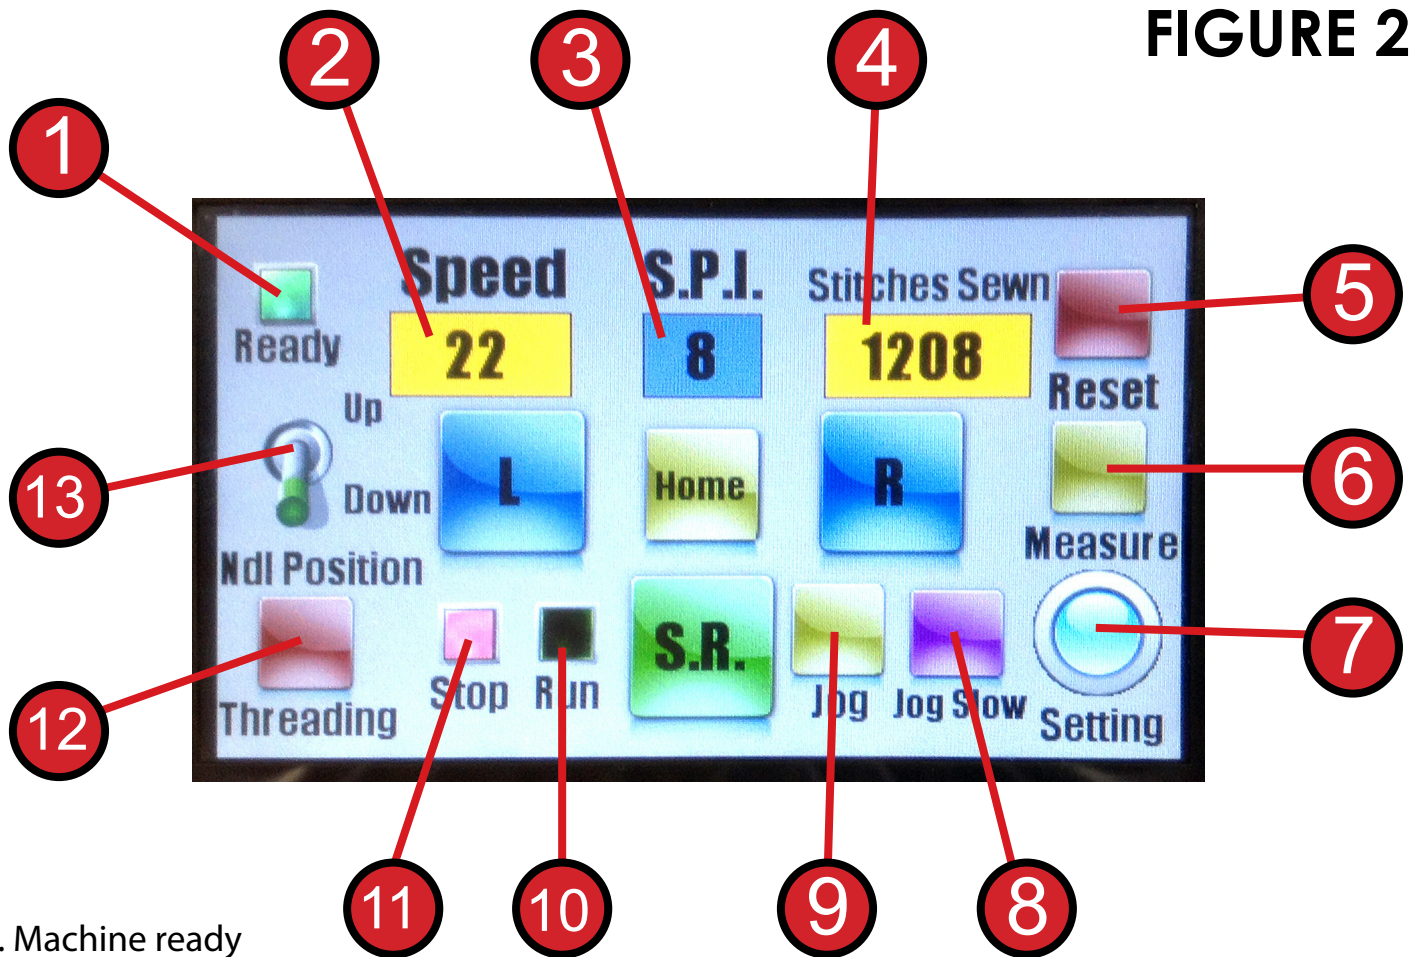 FIGURE 2
2
3
4
1
5
Speed
S.P.I.
Stitches Sewn
Ready
22
8
1208
Reset
Up
L
Home
R
6
13
Down
Measure
Ndl Position
S.R.
7
Stop
Run
Jog
Jog Slow
Threading
Setting
12
11
10
9
8
. Machine ready